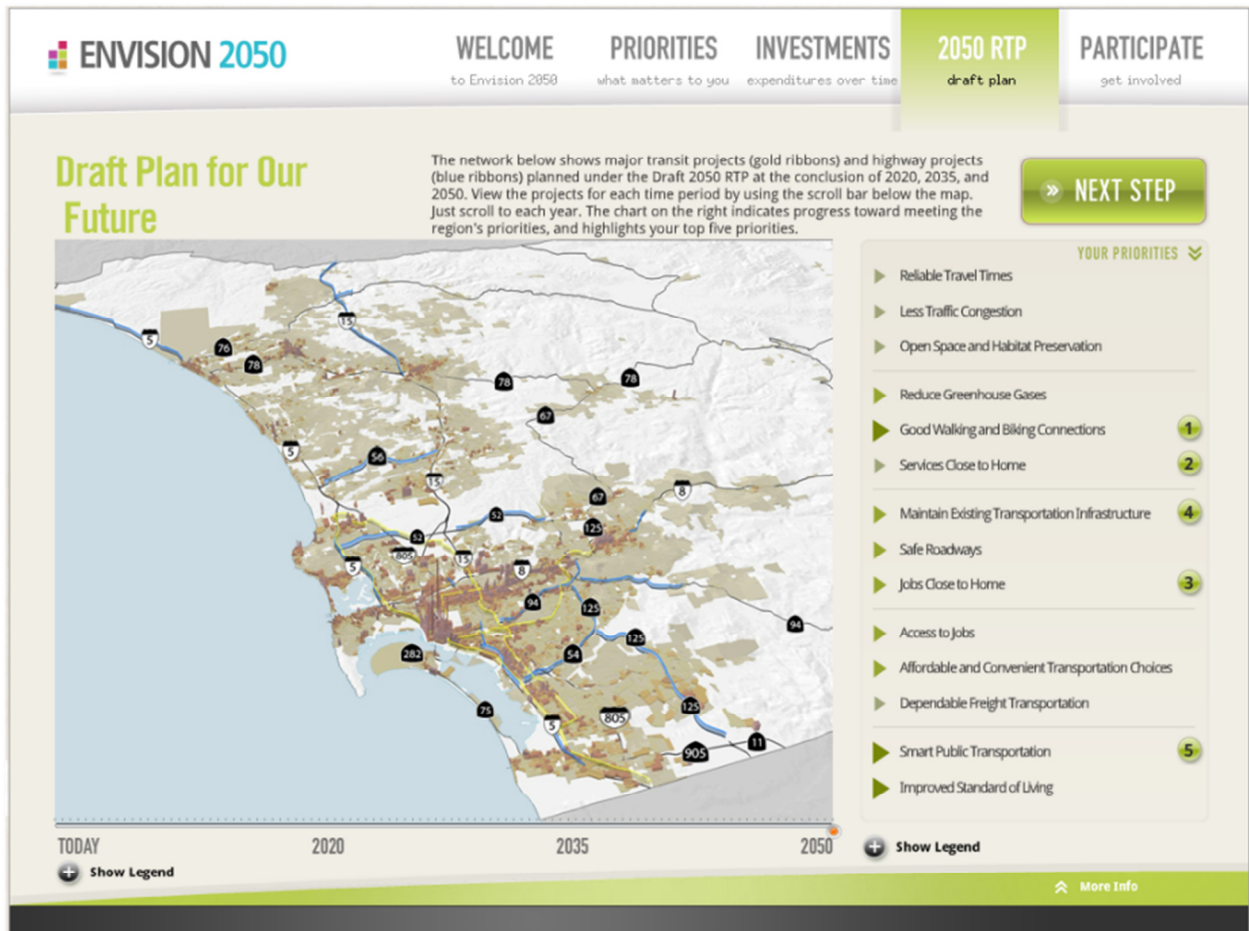 ENVISION 2050
WELCOME
to Envision 2050
PRIORITIES
what matters to you
INVESTMENTS
expenditures over time
2050 RTP
draft plan
PARTICIPATE
get involved
Draft Plan for Our
Future
The network below shows major transit projects (gold ribbons) and highway projects
(blue ribbons) planned under the Draft 2050 RTP at the conclusion of 2020, 2035, and
2050. View the projects for each time period by using the scroll bar below the map.
Just scroll to each year. The chart on the right indicates progress toward meeting the
region's priorities, and highlights your top five priorities.
NEXT STEP
15
5
76
78
78
78
67
5
56
15
8
67
52
125
52
805
15
5
8
94
125
94
125
282
54
75
125
5
805
11
905
TODAY
2020
2035
2050
Show Legend
YOUR PRIORITIES
Reliable Travel Times
Less Traffic Congestion
Open Space and Habitat Preservation
Reduce Greenhouse Gases
Good Walking and Biking Connections 1
Services Close to Home 2
Maintain Existing Transportation Infrastructure 4
Safe Roadways
Jobs Close to Home 3
Access to Jobs
Affordable and Convenient Transportation Choices
Dependable Freight Transportation
Smart Public Transportation 5
Improved Standard of Living
Show Legend
More Info